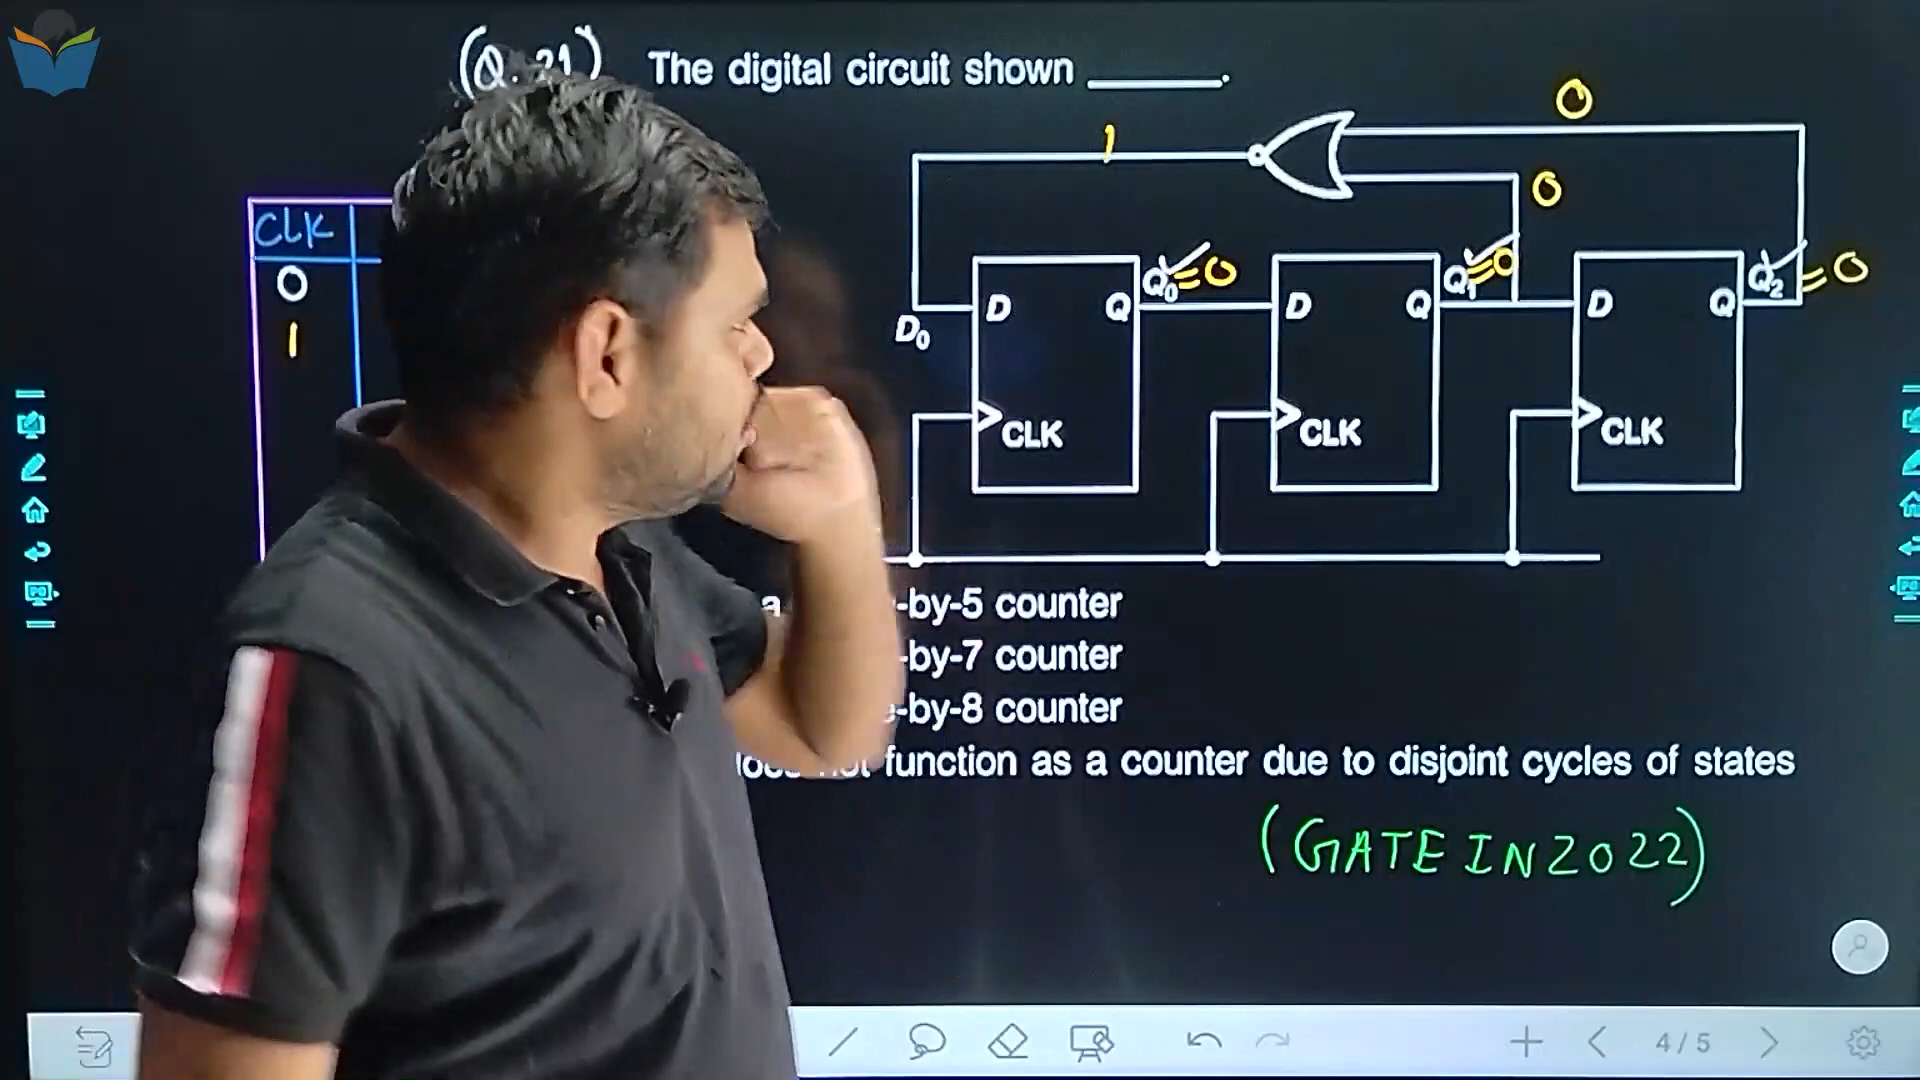 (Q. 21) The digital circuit shown ______.
0
1
0
CLK
0
1
Q0 = 0
Q1 = 0
Q2 = 0
D Q D Q D Q
D0
CLK CLK CLK
a -by-5 counter
-by-7 counter
-by-8 counter
not function as a counter due to disjoint cycles of states
(GATE IN 2022)
4 / 5